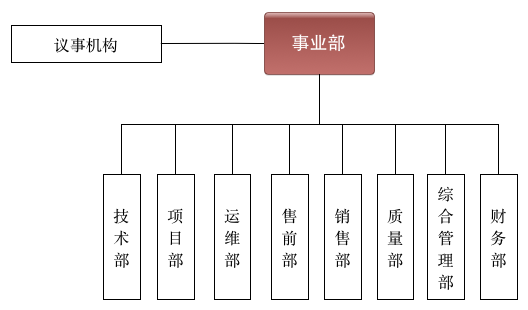 议事机构
事业部
技术部
项目部
运维部
售前部
销售部
质量部
综合管理部
财务部